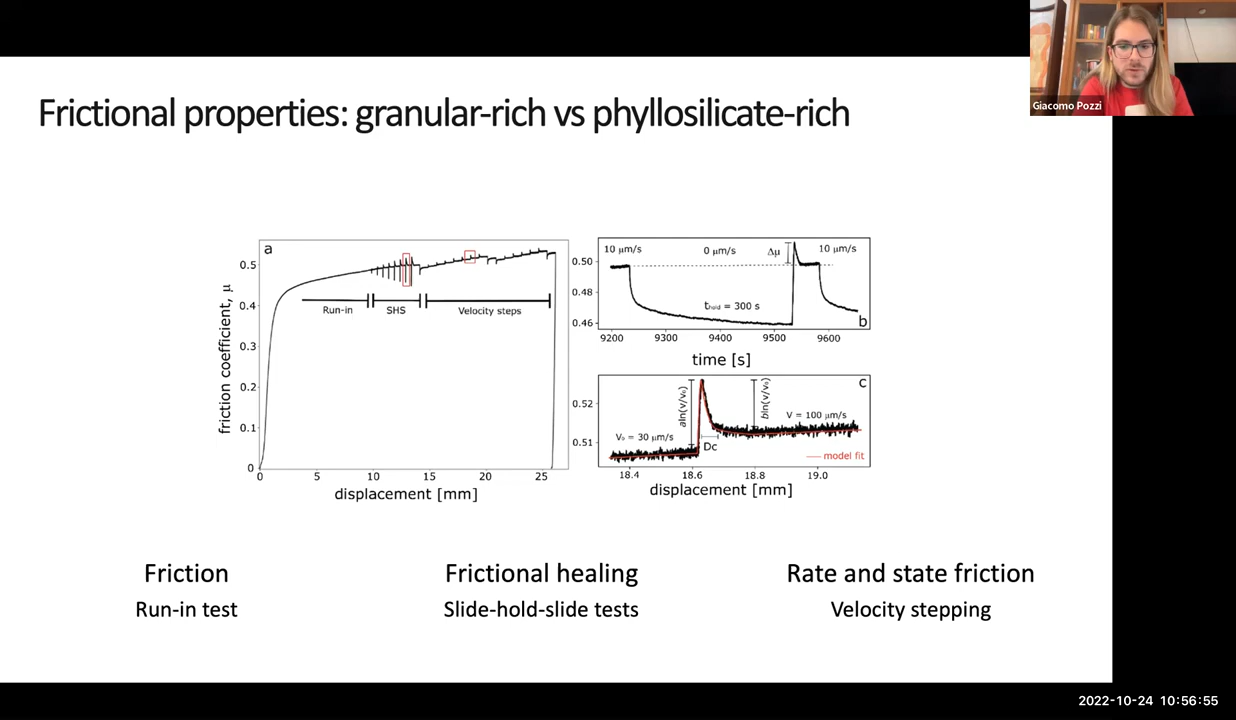 Giacomo Pozzi
Frictional properties: granular-rich vs phyllosilicate-rich
a
friction coefficient, μ
0.5
0.4
0.3
0.2
0.1
0
Run-in
SHS
Velocity steps
0 5 10 15 20 25
displacement [mm]
10 μm/s 0 μm/s Δμ 10 μm/s
0.50
0.48
0.46
t_hold = 300 s
b
9200 9300 9400 9500 9600
time [s]
c
0.52
0.51
aln(v/v₀)
bln(v/v₀)
V₀ = 30 μm/s
V = 100 μm/s
Dc
model fit
18.4 18.6 18.8 19.0
displacement [mm]
Friction
Run-in test
Frictional healing
Slide-hold-slide tests
Rate and state friction
Velocity stepping
2022-10-24 10:56:55